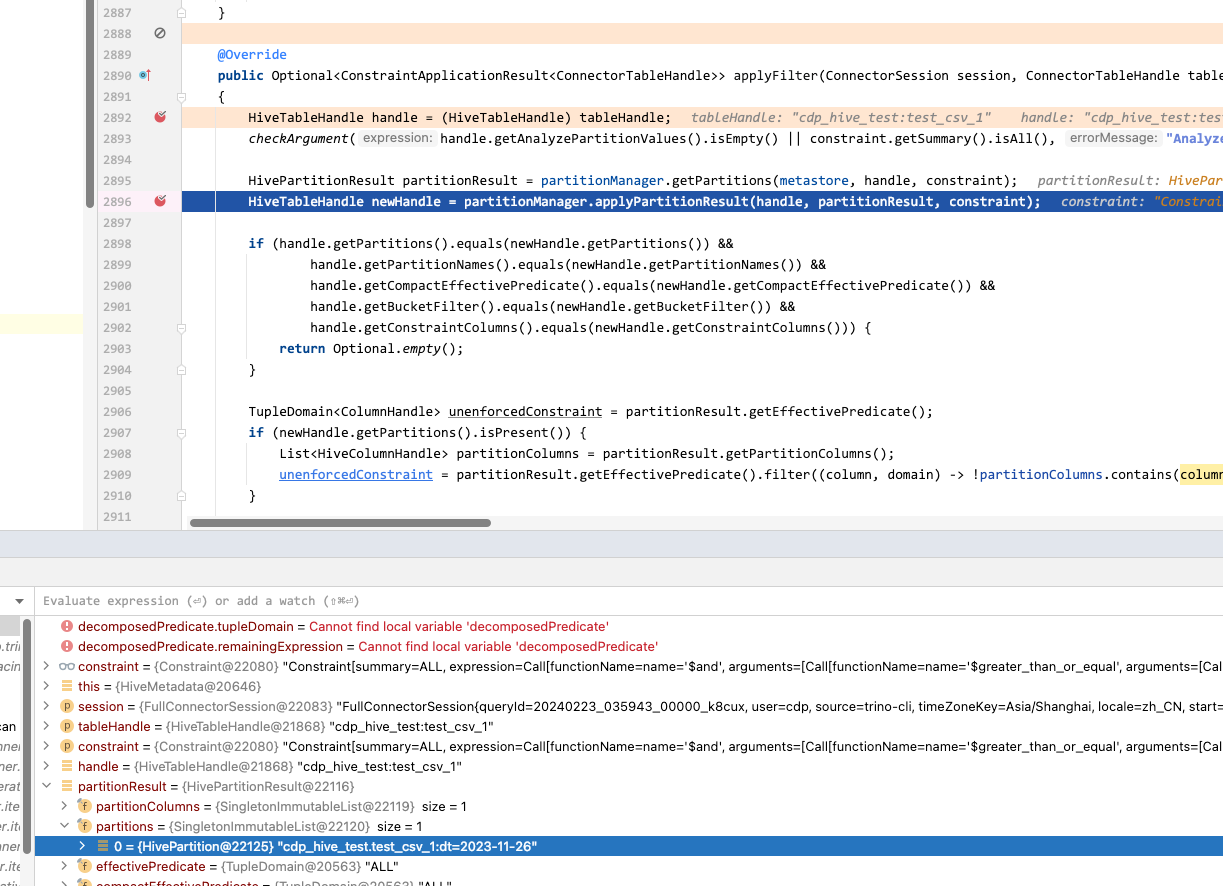 2887 }
2888
2889 @Override
2890 public Optional<ConstraintApplicationResult<ConnectorTableHandle>> applyFilter(ConnectorSession session, ConnectorTableHandle table
2891 {
2892 HiveTableHandle handle = (HiveTableHandle) tableHandle; tableHandle: "cdp_hive_test:test_csv_1" handle: "cdp_hive_test:tes
2893 checkArgument( expression: handle.getAnalyzePartitionValues().isEmpty() || constraint.getSummary().isAll(), errorMessage: "Analyze
2894
2895 HivePartitionResult partitionResult = partitionManager.getPartitions(metastore, handle, constraint); partitionResult: HivePar
2896 HiveTableHandle newHandle = partitionManager.applyPartitionResult(handle, partitionResult, constraint); constraint: "Constrai
2897
2898 if (handle.getPartitions().equals(newHandle.getPartitions()) &&
2899 handle.getPartitionNames().equals(newHandle.getPartitionNames()) &&
2900 handle.getCompactEffectivePredicate().equals(newHandle.getCompactEffectivePredicate()) &&
2901 handle.getBucketFilter().equals(newHandle.getBucketFilter()) &&
2902 handle.getConstraintColumns().equals(newHandle.getConstraintColumns())) {
2903 return Optional.empty();
2904 }
2905
2906 TupleDomain<ColumnHandle> unenforcedConstraint = partitionResult.getEffectivePredicate();
2907 if (newHandle.getPartitions().isPresent()) {
2908 List<HiveColumnHandle> partitionColumns = partitionResult.getPartitionColumns();
2909 unenforcedConstraint = partitionResult.getEffectivePredicate().filter((column, domain) -> !partitionColumns.contains(column
2910 }
2911
Evaluate expression (⏎) or add a watch (⇧⌘⏎)
decomposedPredicate.tupleDomain = Cannot find local variable 'decomposedPredicate'
decomposedPredicate.remainingExpression = Cannot find local variable 'decomposedPredicate'
constraint = {Constraint@22080} "Constraint[summary=ALL, expression=Call[functionName=name='$and', arguments=[Call[functionName=name='$greater_than_or_equal', arguments=[Cal
this = {HiveMetadata@20646}
session = {FullConnectorSession@22083} "FullConnectorSession{queryId=20240223_035943_00000_k8cux, user=cdp, source=trino-cli, timeZoneKey=Asia/Shanghai, locale=zh_CN, start=
tableHandle = {HiveTableHandle@21868} "cdp_hive_test:test_csv_1"
constraint = {Constraint@22080} "Constraint[summary=ALL, expression=Call[functionName=name='$and', arguments=[Call[functionName=name='$greater_than_or_equal', arguments=[Cal
handle = {HiveTableHandle@21868} "cdp_hive_test:test_csv_1"
partitionResult = {HivePartitionResult@22116}
partitionColumns = {SingletonImmutableList@22119} size = 1
partitions = {SingletonImmutableList@22120} size = 1
0 = {HivePartition@22125} "cdp_hive_test.test_csv_1:dt=2023-11-26"
effectivePredicate = {TupleDomain@20563} "ALL"
compactEffectivePredicate = {TupleDomain@20563} "ALL"